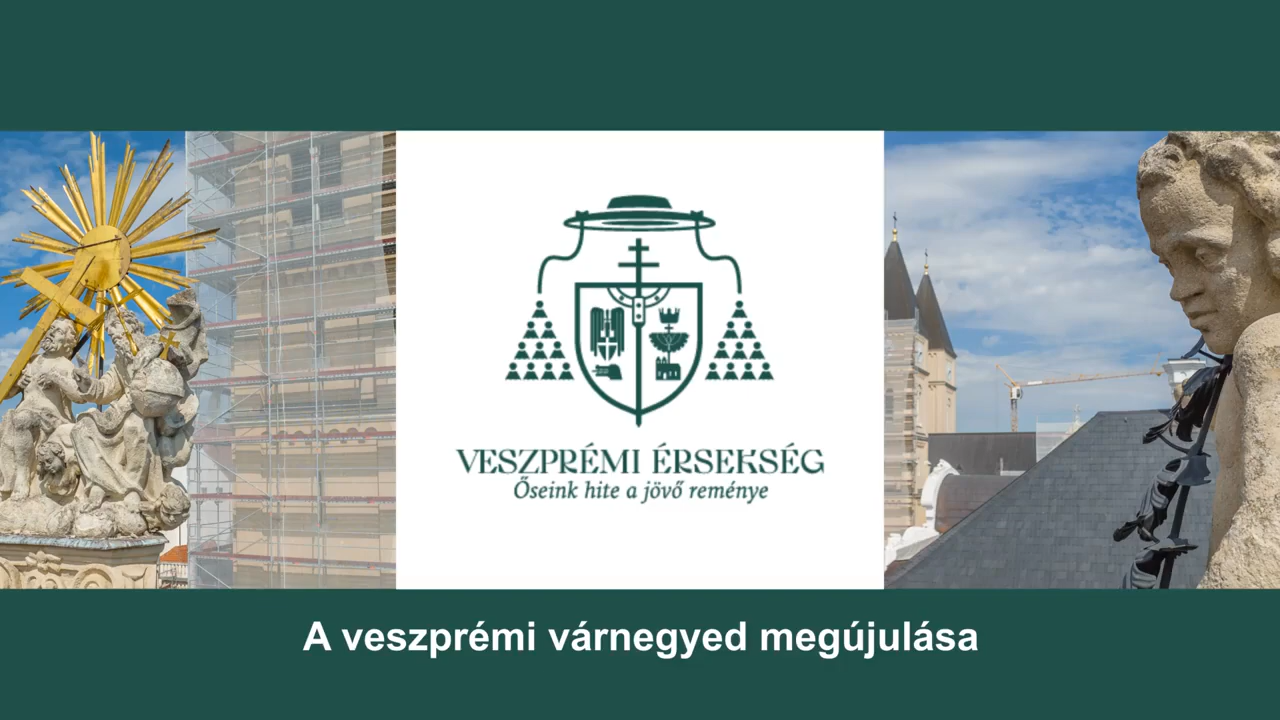 VESZPRÉMI ÉRSEKSÉG
Őseink hite a jövő reménye
A veszprémi várnegyed megújulása